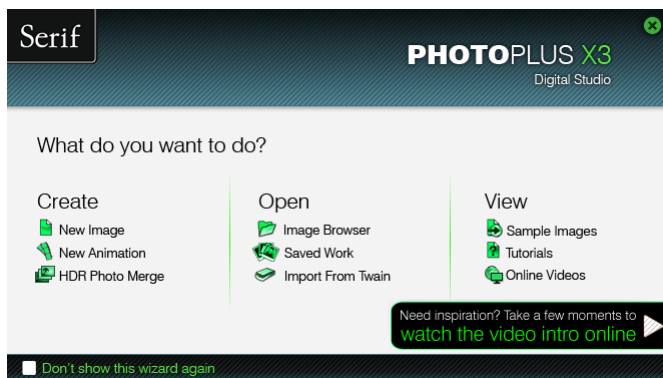 Serif
PHOTOPLUS X3
Digital Studio
What do you want to do?
Create
New Image
New Animation
HDR Photo Merge
Open
Image Browser
Saved Work
Import From Twain
View
Sample Images
Tutorials
Online Videos
Need inspiration? Take a few moments to
watch the video intro online
Don't show this wizard again